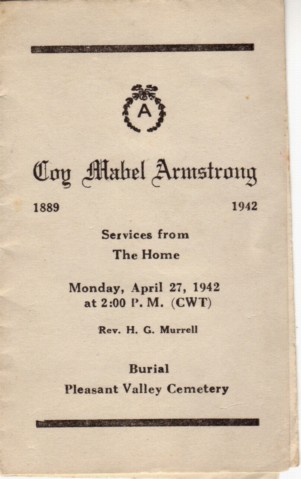 A
Coy Mabel Armstrong
1889 1942
Services from
The Home
Monday, April 27, 1942
at 2:00 P. M. (CWT)
Rev. H. G. Murrell
Burial
Pleasant Valley Cemetery